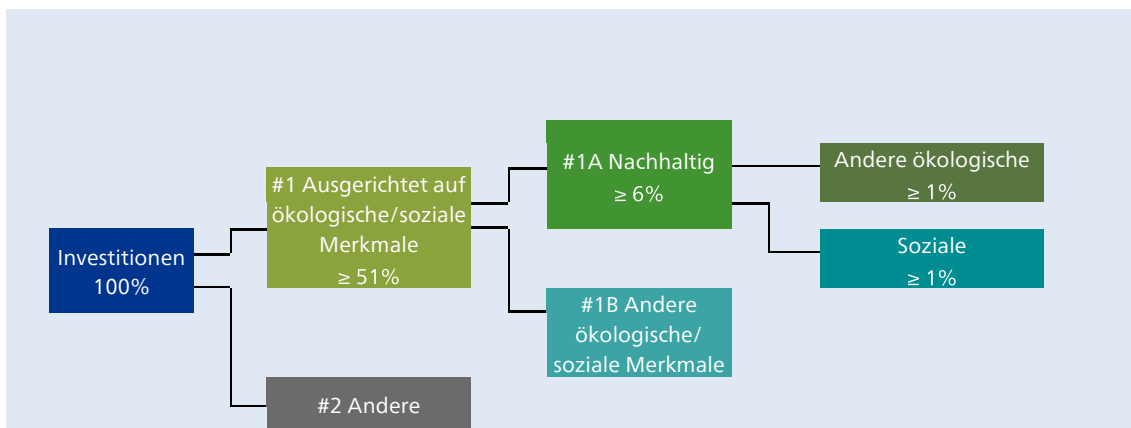 Investitionen
100%
#1 Ausgerichtet auf
ökologische/soziale
Merkmale
≥ 51%
#2 Andere
#1A Nachhaltig
≥ 6%
#1B Andere
ökologische/
soziale Merkmale
Andere ökologische
≥ 1%
Soziale
≥ 1%